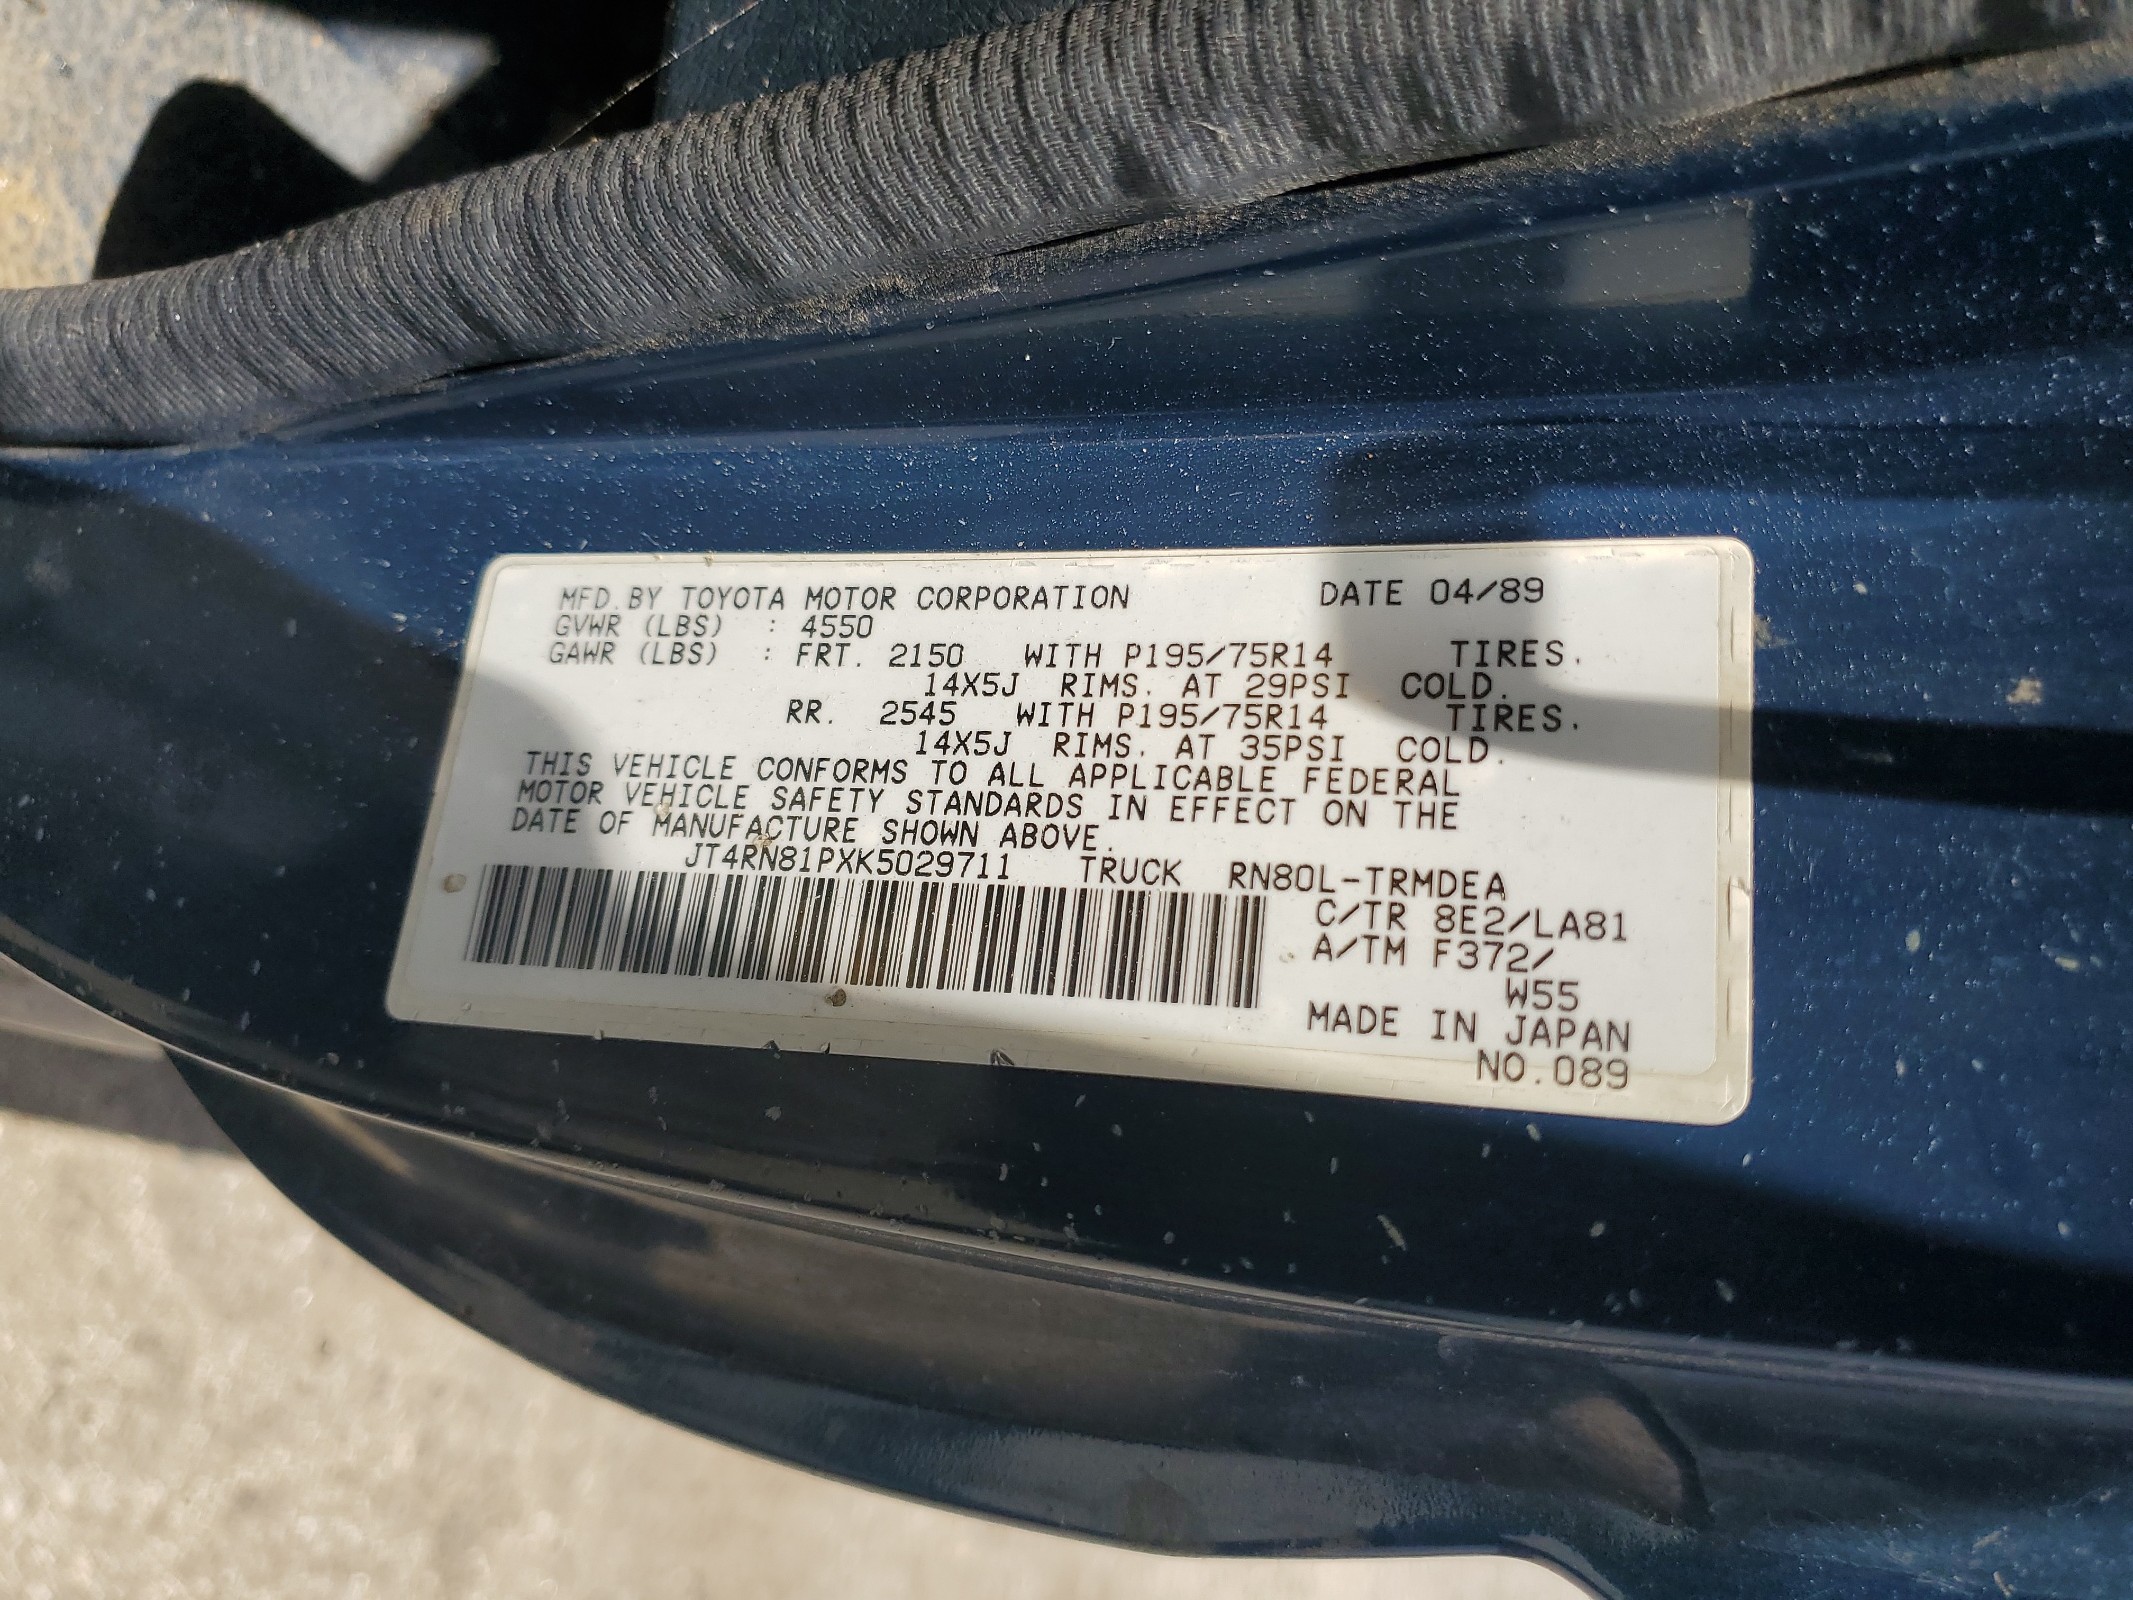 MFD. BY TOYOTA MOTOR CORPORATION DATE 04/89
GVWR (LBS) : 4550
GAWR (LBS) : FRT. 2150 WITH P195/75R14 TIRES.
14X5J RIMS. AT 29PSI COLD.
RR. 2545 WITH P195/75R14 TIRES.
14X5J RIMS. AT 35PSI COLD.
THIS VEHICLE CONFORMS TO ALL APPLICABLE FEDERAL
MOTOR VEHICLE SAFETY STANDARDS IN EFFECT ON THE
DATE OF MANUFACTURE SHOWN ABOVE.
JT4RN81PXK5029711 TRUCK RN80L-TRMDEA
C/TR 8E2/LA81
A/TM F372/
W55
MADE IN JAPAN
NO.089